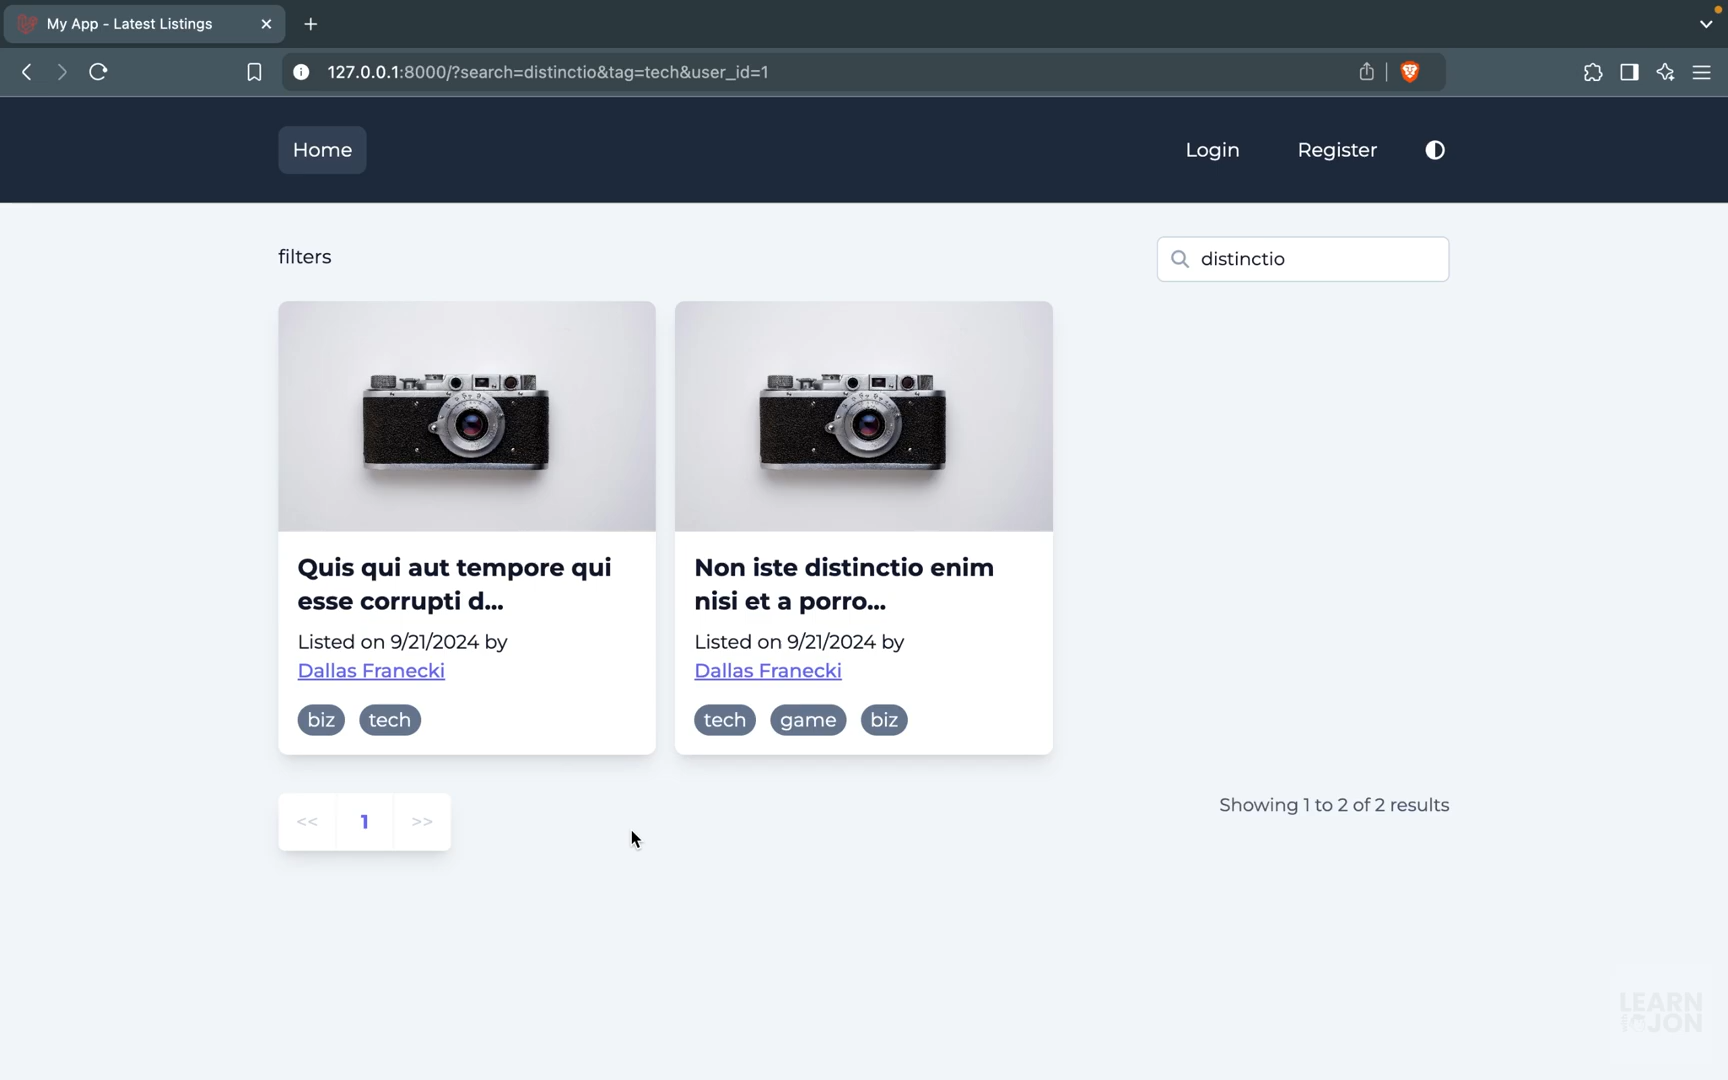 My App - Latest Listings
127.0.0.1:8000/?search=distinctio&tag=tech&user_id=1
Home
Login
Register
filters
distinctio
Quis qui aut tempore qui
esse corrupti d...
Listed on 9/21/2024 by
Dallas Franecki
biz
tech
Non iste distinctio enim
nisi et a porro...
Listed on 9/21/2024 by
Dallas Franecki
tech
game
biz
<< 1 >>
Showing 1 to 2 of 2 results
LEARN
JON